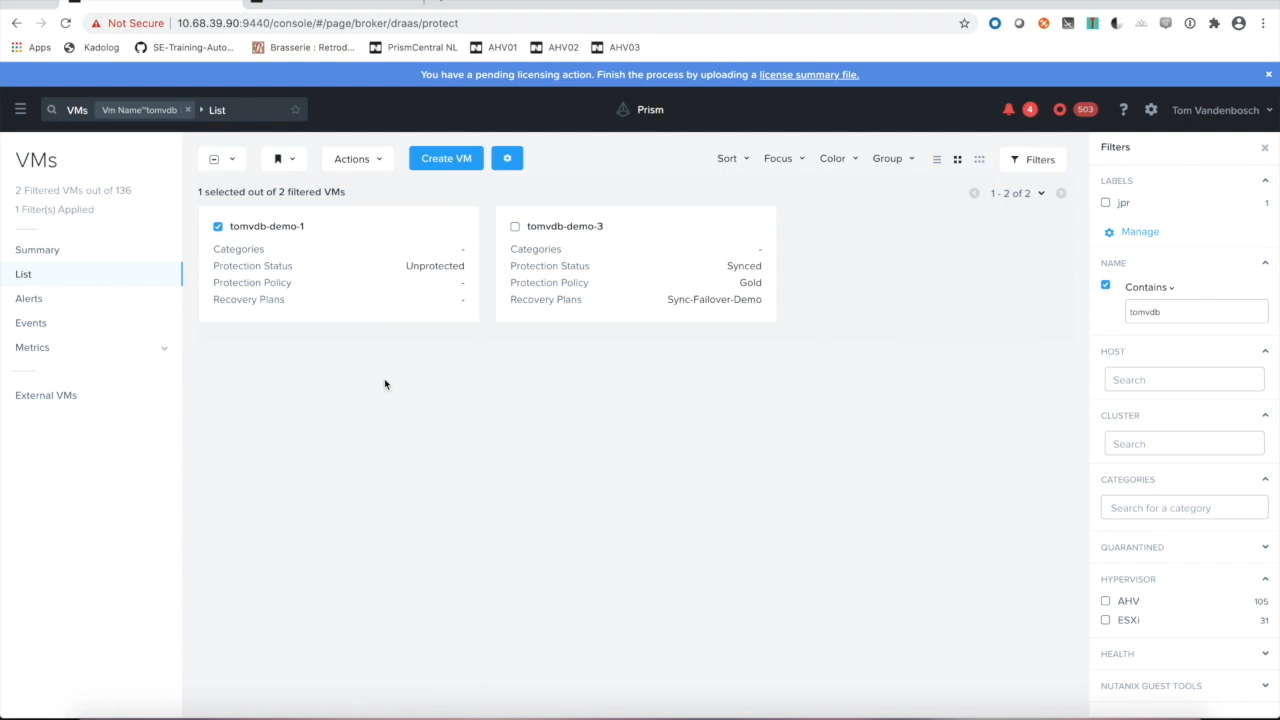 Not Secure 10.68.39.90:9440/console/#/page/broker/draas/protect
Apps Kadolog SE-Training-Auto... Brasserie : Retrod... PrismCentral NL AHV01 AHV02 AHV03
You have a pending licensing action. Finish the process by uploading a license summary file.
VMs Vm Name~tomvdb List Prism 4 503 Tom Vandenbosch
VMs
2 Filtered VMs out of 136
1 Filter(s) Applied
Summary
List
Alerts
Events
Metrics
External VMs
Actions Create VM Sort Focus Color Group Filters
1 selected out of 2 filtered VMs 1 - 2 of 2
tomvdb-demo-1
Categories -
Protection Status Unprotected
Protection Policy -
Recovery Plans -
tomvdb-demo-3
Categories -
Protection Status Synced
Protection Policy Gold
Recovery Plans Sync-Failover-Demo
Filters
LABELS
jpr 1
Manage
NAME
Contains
tomvdb
HOST
Search
CLUSTER
Search
CATEGORIES
Search for a category
QUARANTINED
HYPERVISOR
AHV 105
ESXi 31
HEALTH
NUTANIX GUEST TOOLS